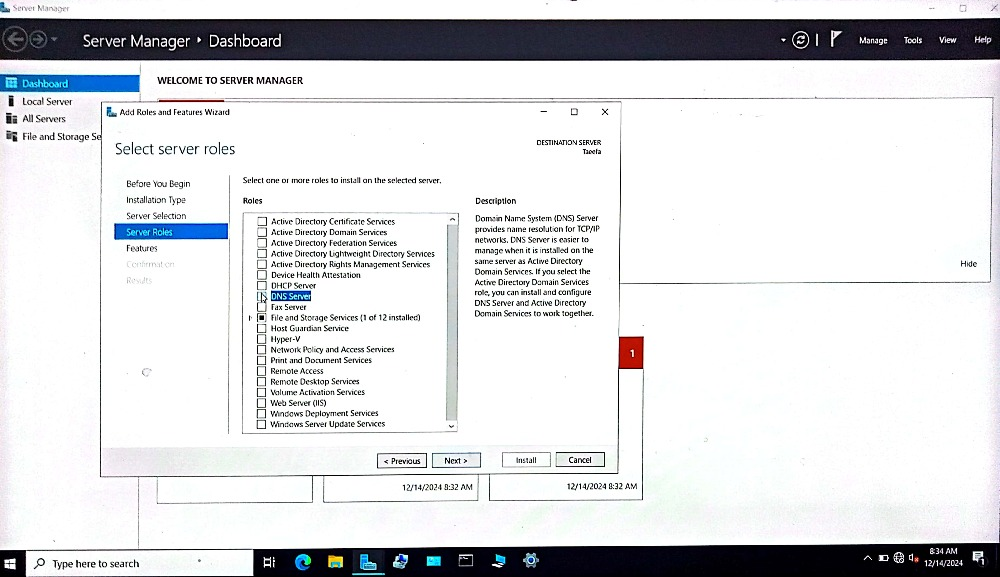 Server Manager
Server Manager • Dashboard
Manage Tools View Help
Dashboard
Local Server
All Servers
File and Storage Se
WELCOME TO SERVER MANAGER
Add Roles and Features Wizard
Select server roles
DESTINATION SERVER
Before You Begin
Installation Type
Server Selection
Server Roles
Features
Confirmation
Results
Select one or more roles to install on the selected server.
Roles
Active Directory Certificate Services
Active Directory Domain Services
Active Directory Federation Services
Active Directory Lightweight Directory Services
Active Directory Rights Management Services
Device Health Attestation
DHCP Server
DNS Server
Fax Server
File and Storage Services (1 of 12 installed)
Host Guardian Service
Hyper-V
Network Policy and Access Services
Print and Document Services
Remote Access
Remote Desktop Services
Volume Activation Services
Web Server (IIS)
Windows Deployment Services
Windows Server Update Services
Description
Domain Name System (DNS) Server
provides name resolution for TCP/IP
networks. DNS Server is easier to
manage when it is installed on the
same server as Active Directory
Domain Services. If you select the
Active Directory Domain Services
role, you can install and configure
DNS Server and Active Directory
Domain Services to work together.
Hide
1
< Previous Next > Install Cancel
12/14/2024 8:32 AM
12/14/2024 8:32 AM
Type here to search
8:34 AM
12/14/2024
1